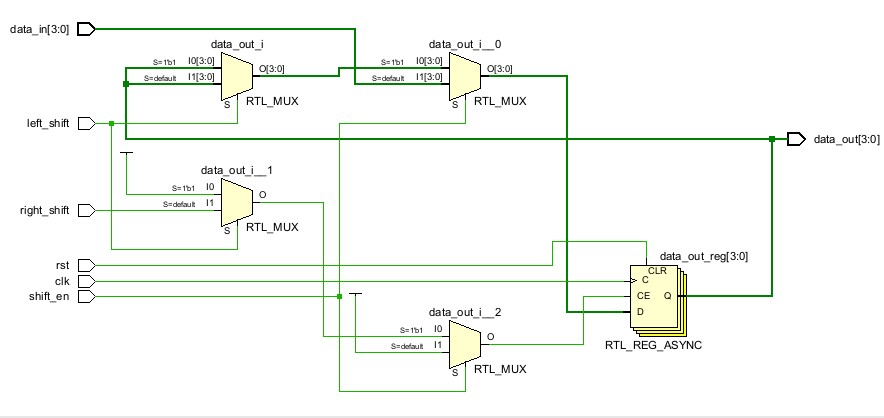 data_in[3:0]
data_out_i
S=1'b1 I0[3:0]
S=default I1[3:0]
O[3:0]
S
RTL_MUX
data_out_i__0
S=1'b1 I0[3:0]
S=default I1[3:0]
O[3:0]
S
RTL_MUX
left_shift
data_out[3:0]
data_out_i__1
S=1'b1 I0
S=default I1
O
S
RTL_MUX
right_shift
rst
clk
shift_en
data_out_reg[3:0]
CLR
C
CE
Q
D
RTL_REG_ASYNC
data_out_i__2
S=1'b1 I0
S=default I1
O
S
RTL_MUX